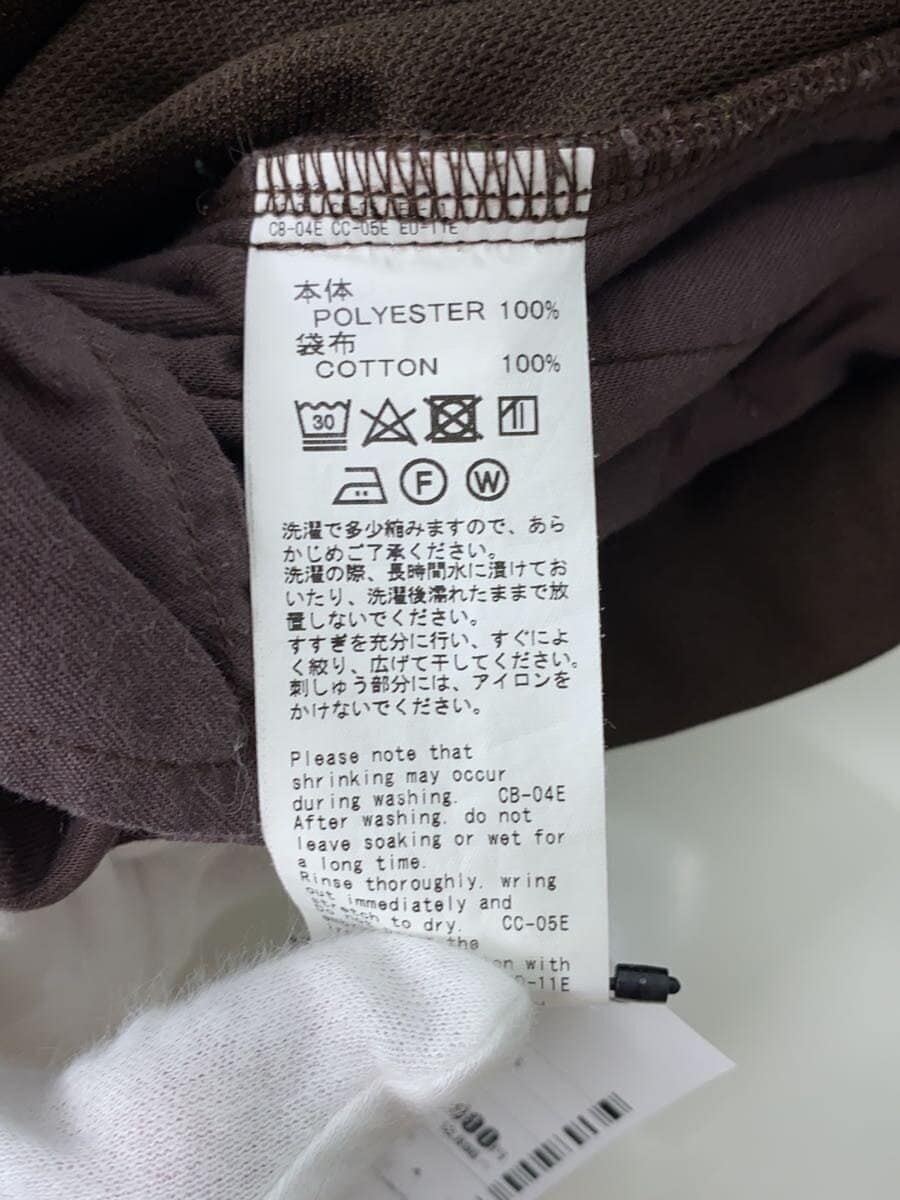 CB-04E CC-05E ED-11E
本体
POLYESTER 100%
袋布
COTTON 100%
30
F W
洗濯で多少縮みますので、あら
かじめご了承ください。
洗濯の際、長時間水に漬けてお
いたり、洗濯後濡れたままで放
置しないでください。
すすぎを充分に行い、すぐによ
く絞り、広げて干してください。
刺しゅう部分には、アイロンを
かけないでください。
Please note that
shrinking may occur
during washing. CB-04E
After washing. do not
leave soaking or wet for
a long time.
Rinse thoroughly. wring
out immediately and
stretch to dry. CC-05E
the
with
-11E